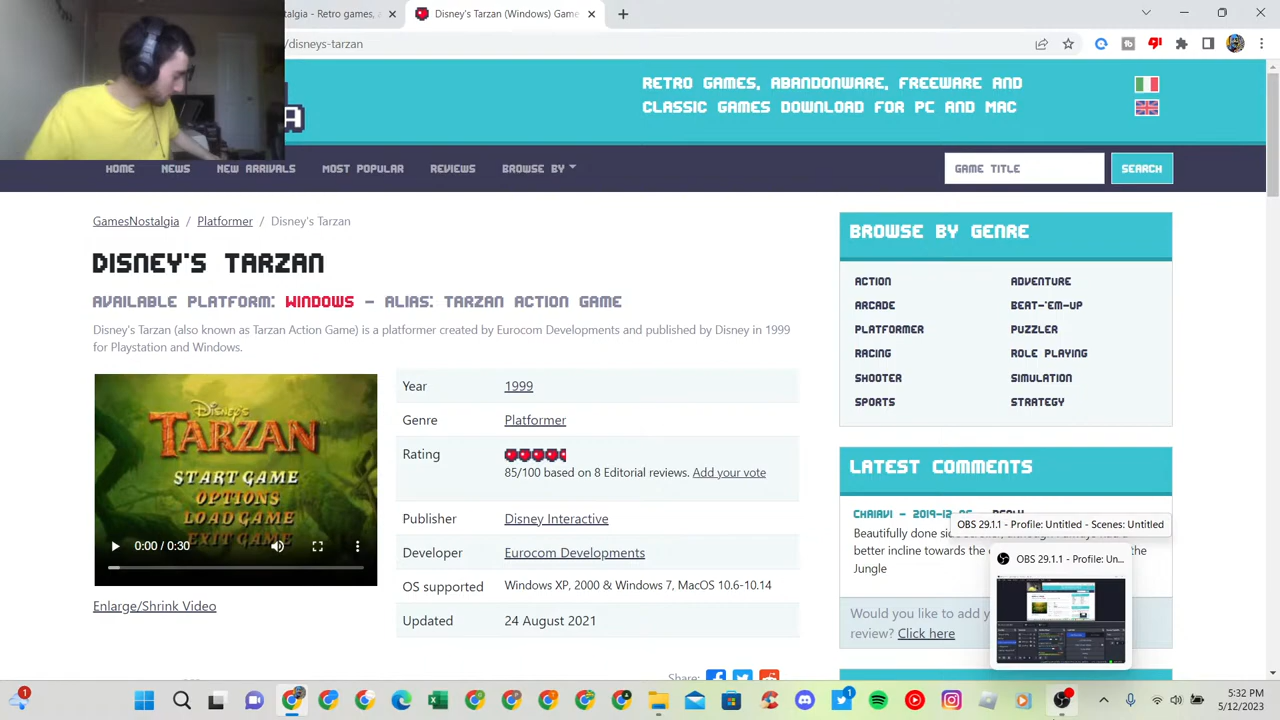 talgia - Retro games, a
Disney's Tarzan (Windows) Game
/disneys-tarzan
A
RETRO GAMES, ABANDONWARE, FREEWARE AND
CLASSIC GAMES DOWNLOAD FOR PC AND MAC
HOME NEWS NEW ARRIVALS MOST POPULAR REVIEWS BROWSE BY
GAME TITLE
SEARCH
GamesNostalgia / Platformer / Disney's Tarzan
DISNEY'S TARZAN
AVAILABLE PLATFORM: WINDOWS - ALIAS: TARZAN ACTION GAME
Disney's Tarzan (also known as Tarzan Action Game) is a platformer created by Eurocom Developments and published by Disney in 1999
for Playstation and Windows.
DISNEY'S
TARZAN
START GAME
OPTIONS
LOAD GAME
EXIT GAME
0:00 / 0:30
Enlarge/Shrink Video
Year 1999
Genre Platformer
Rating
85/100 based on 8 Editorial reviews. Add your vote
Publisher Disney Interactive
Developer Eurocom Developments
OS supported Windows XP, 2000 & Windows 7, MacOS 10.6-10.14
Updated 24 August 2021
Share:
BROWSE BY GENRE
ACTION ADVENTURE
ARCADE BEAT-'EM-UP
PLATFORMER PUZZLER
RACING ROLE PLAYING
SHOOTER SIMULATION
SPORTS STRATEGY
LATEST COMMENTS
2019-12
Beautifully done side
better incline towards the the
Jungle
OBS 29.1.1 - Profile: Untitled - Scenes: Untitled
OBS 29.1.1 - Profile: Un...
Would you like to add y
review? Click here
1
1
5:32 PM
5/12/2023